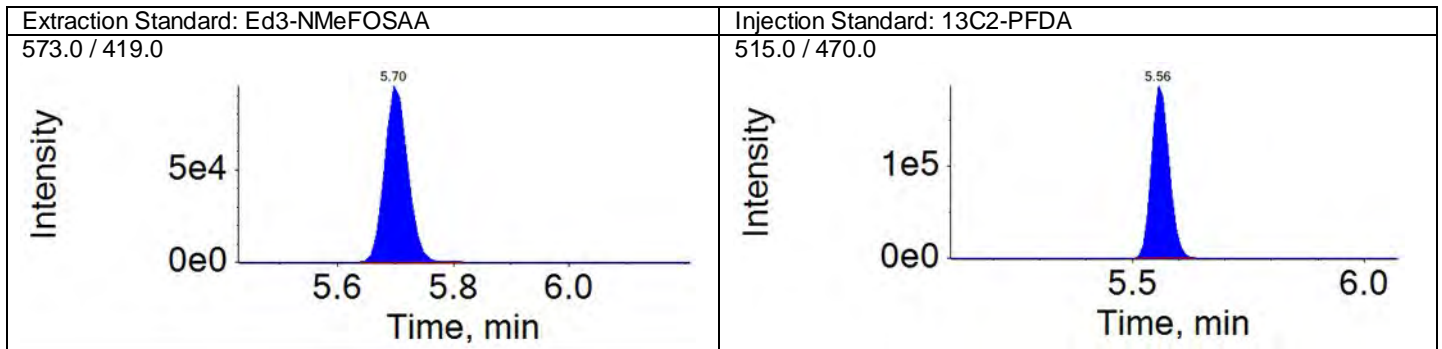 Extraction Standard: Ed3-NMeFOSAA
573.0 / 419.0
5.70
Intensity
5e4
0e0
5.6 5.8 6.0
Time, min
Injection Standard: 13C2-PFDA
515.0 / 470.0
5.56
Intensity
1e5
0e0
5.5 6.0
Time, min